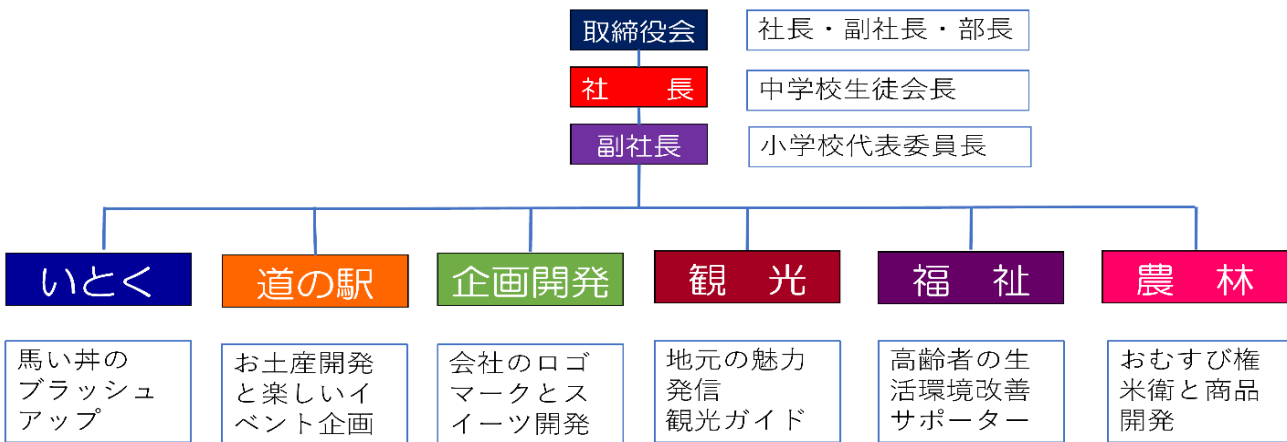 取締役会
社長・副社長・部長
社　長
中学校生徒会長
副社長
小学校代表委員長
いとく
道の駅
企画開発
観　光
福　祉
農　林
馬い丼の
ブラッシュ
アップ
お土産開発
と楽しいイ
ベント企画
会社のロゴ
マークとス
イーツ開発
地元の魅力
発信
観光ガイド
高齢者の生
活環境改善
サポーター
おむすび権
米衛と商品
開発